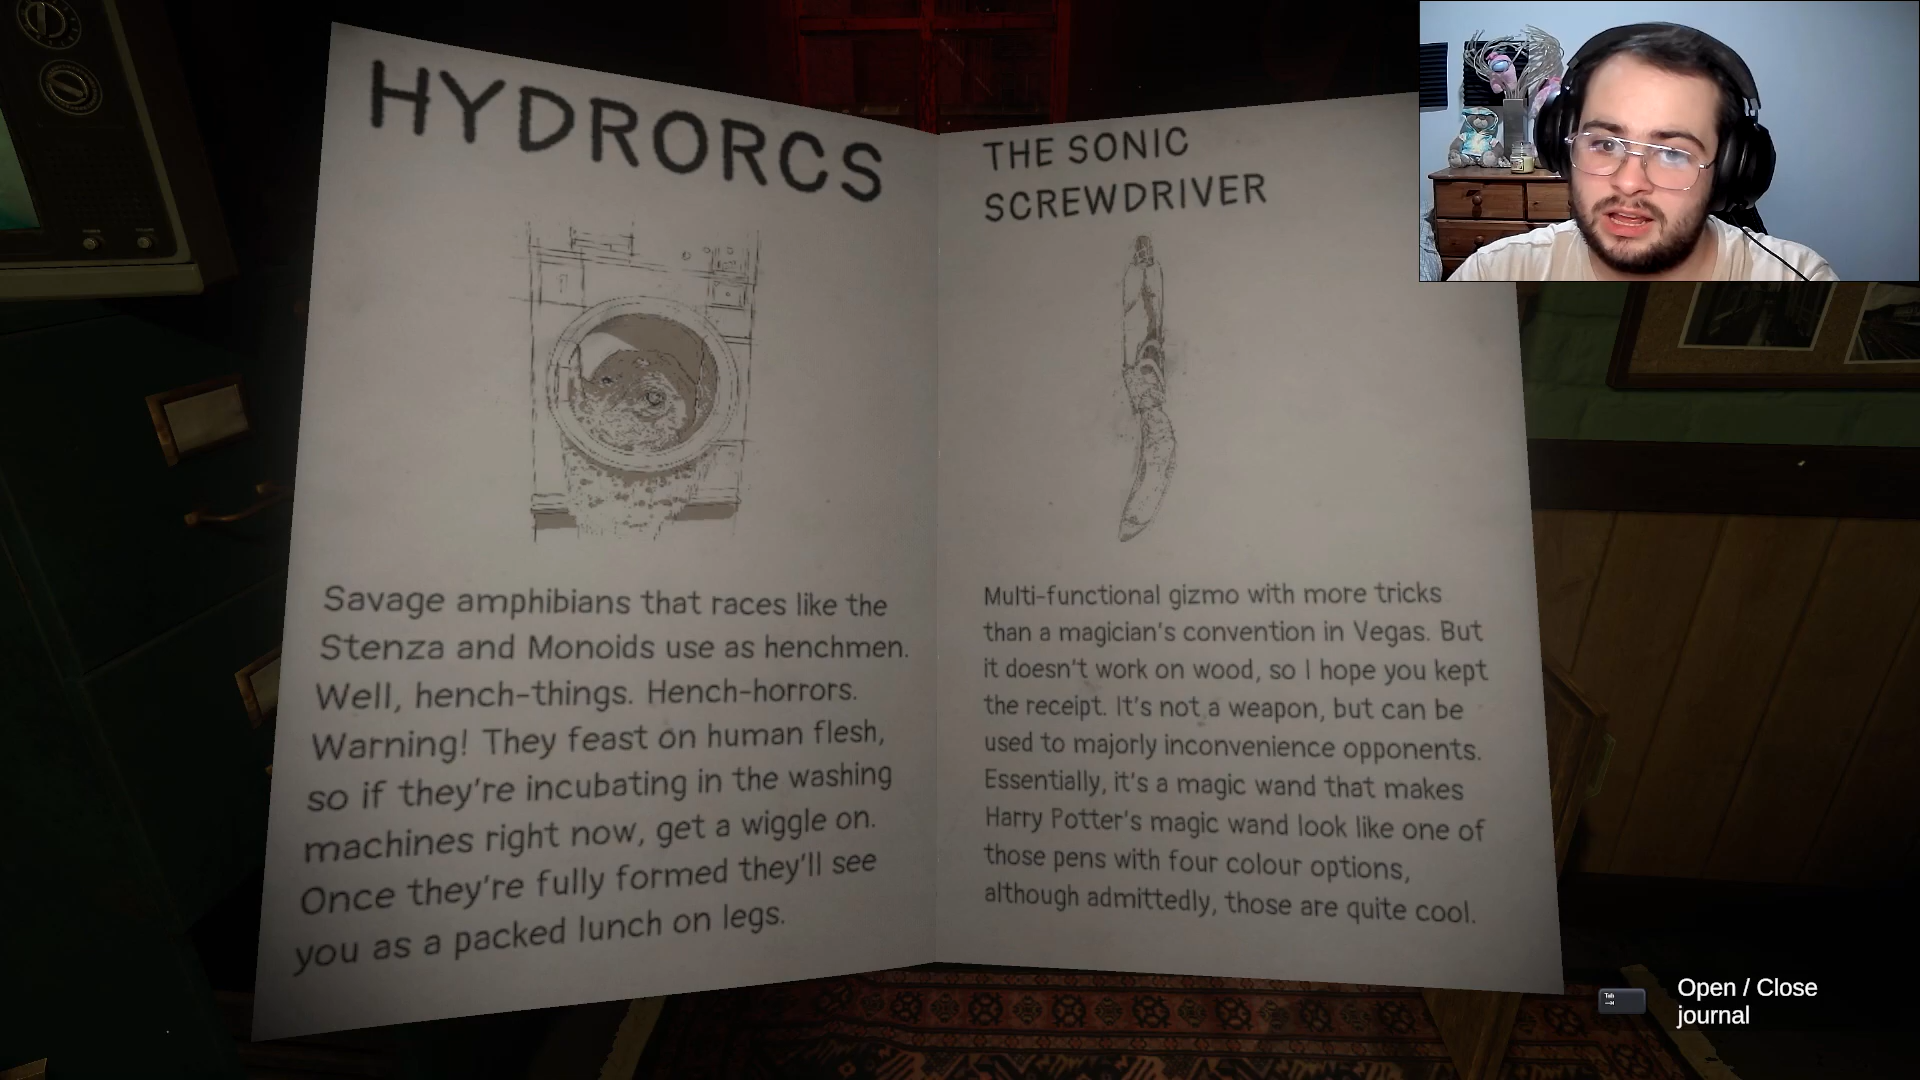 HYDRORCS
Savage amphibians that races like the
Stenza and Monoids use as henchmen.
Well, hench-things. Hench-horrors.
Warning! They feast on human flesh,
so if they're incubating in the washing
machines right now, get a wiggle on.
Once they're fully formed they'll see
you as a packed lunch on legs.
THE SONIC
SCREWDRIVER
Multi-functional gizmo with more tricks
than a magician's convention in Vegas. But
it doesn't work on wood, so I hope you kept
the receipt. It's not a weapon, but can be
used to majorly inconvenience opponents.
Essentially, it's a magic wand that makes
Harry Potter's magic wand look like one of
those pens with four colour options,
although admittedly, those are quite cool.
Tab
Open / Close
journal